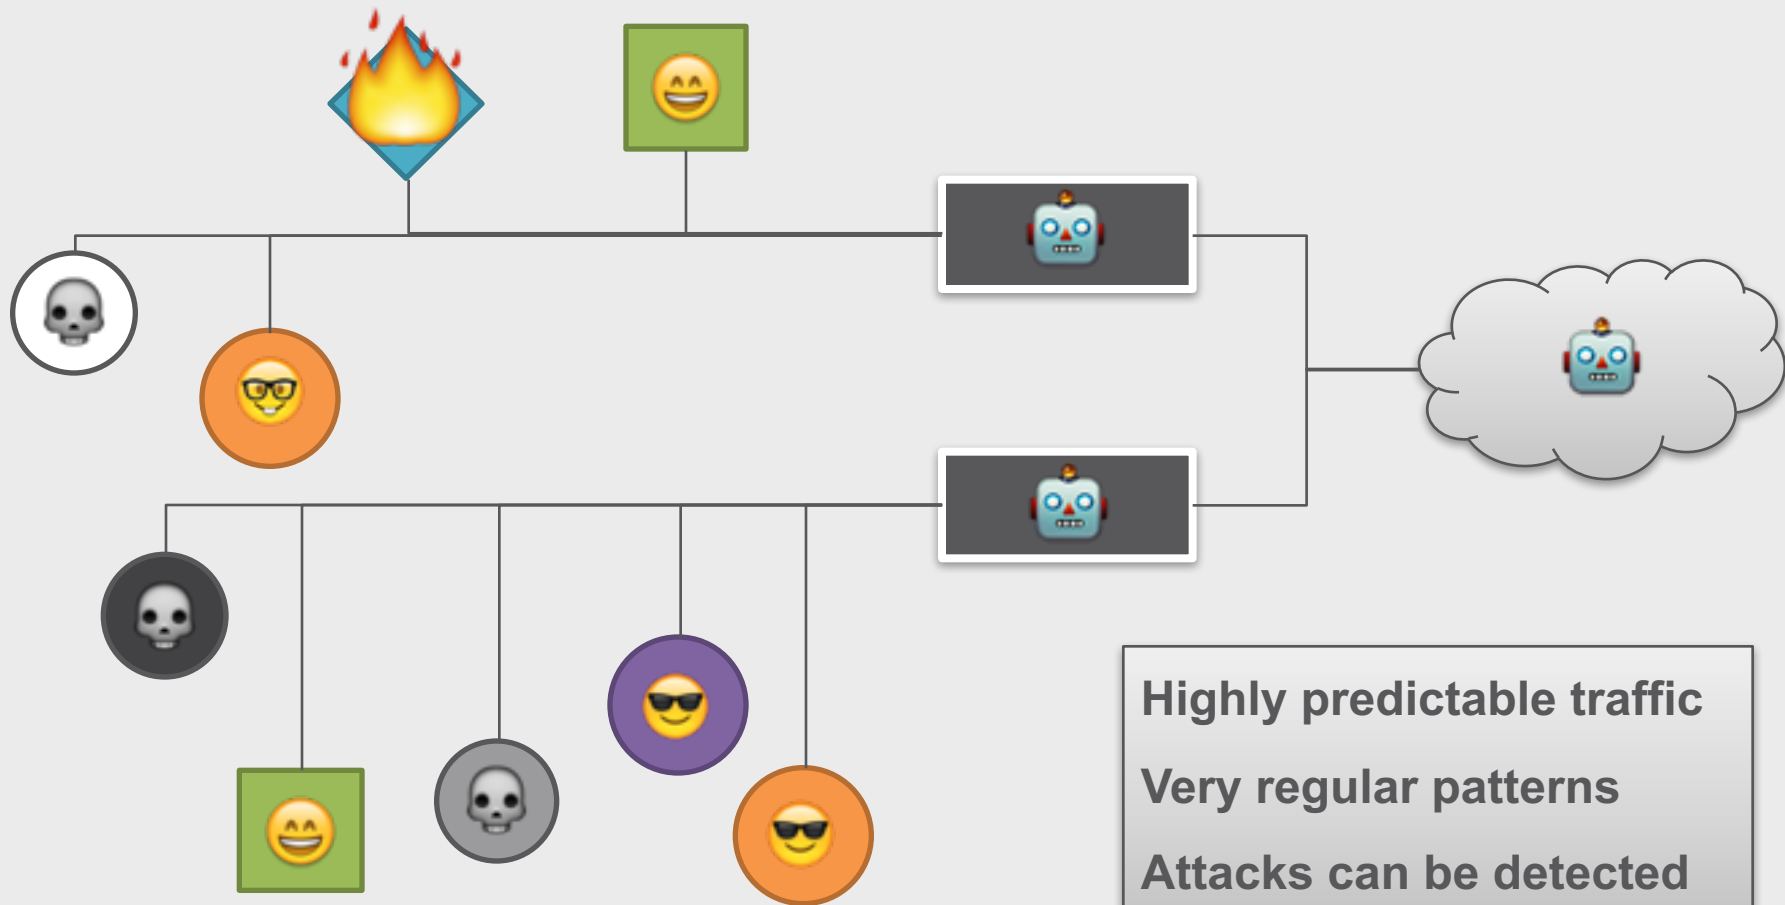 Highly predictable traffic
Very regular patterns
Attacks can be detected